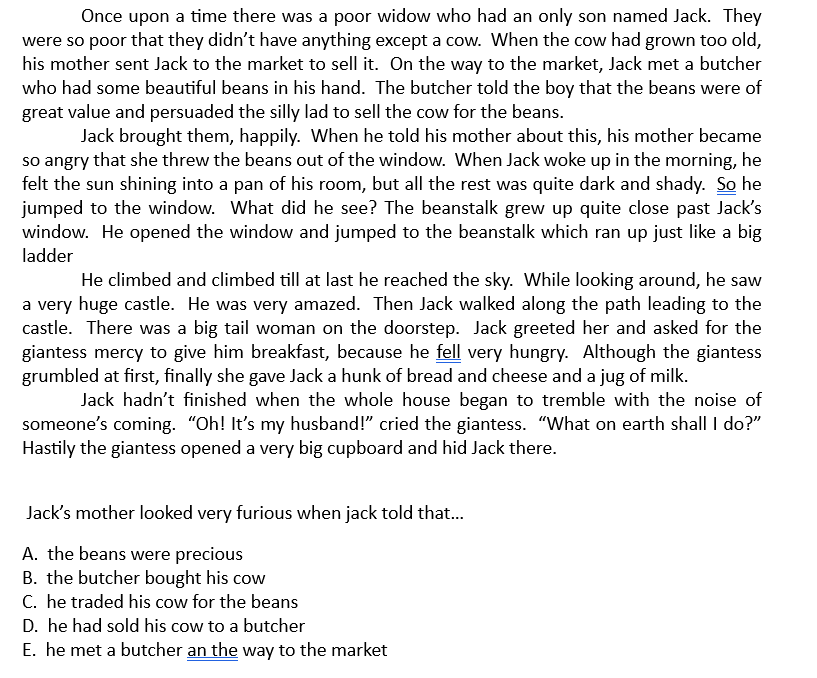 Once upon a time there was a poor widow who had an only son named Jack. They
were so poor that they didn't have anything except a cow. When the cow had grown too old,
his mother sent Jack to the market to sell it. On the way to the market, Jack met a butcher
who had some beautiful beans in his hand. The butcher told the boy that the beans were of
great value and persuaded the silly lad to sell the cow for the beans.
Jack brought them, happily. When he told his mother about this, his mother became
so angry that she threw the beans out of the window. When Jack woke up in the morning, he
felt the sun shining into a pan of his room, but all the rest was quite dark and shady. So he
jumped to the window. What did he see? The beanstalk grew up quite close past Jack's
window. He opened the window and jumped to the beanstalk which ran up just like a big
ladder
He climbed and climbed till at last he reached the sky. While looking around, he saw
a very huge castle. He was very amazed. Then Jack walked along the path leading to the
castle. There was a big tail woman on the doorstep. Jack greeted her and asked for the
giantess mercy to give him breakfast, because he fell very hungry. Although the giantess
grumbled at first, finally she gave Jack a hunk of bread and cheese and a jug of milk.
Jack hadn't finished when the whole house began to tremble with the noise of
someone's coming. "Oh! It's my husband!" cried the giantess. "What on earth shall I do?"
Hastily the giantess opened a very big cupboard and hid Jack there.
Jack's mother looked very furious when jack told that...
A. the beans were precious
B. the butcher bought his cow
C. he traded his cow for the beans
D. he had sold his cow to a butcher
E. he met a butcher an the way to the market